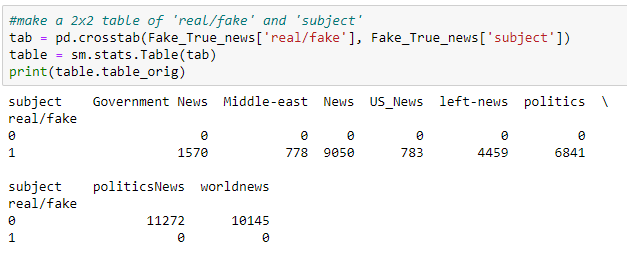 #make a 2x2 table of 'real/fake' and 'subject'
tab = pd.crosstab(Fake_True_news['real/fake'], Fake_True_news['subject'])
table = sm.stats.Table(tab)
print(table.table_orig)
subject    Government News  Middle-east  News  US_News  left-news  politics  \
real/fake
0                        0            0     0        0          0         0
1                     1570          778  9050      783       4459      6841
subject    politicsNews  worldnews
real/fake
0                 11272      10145
1                     0          0